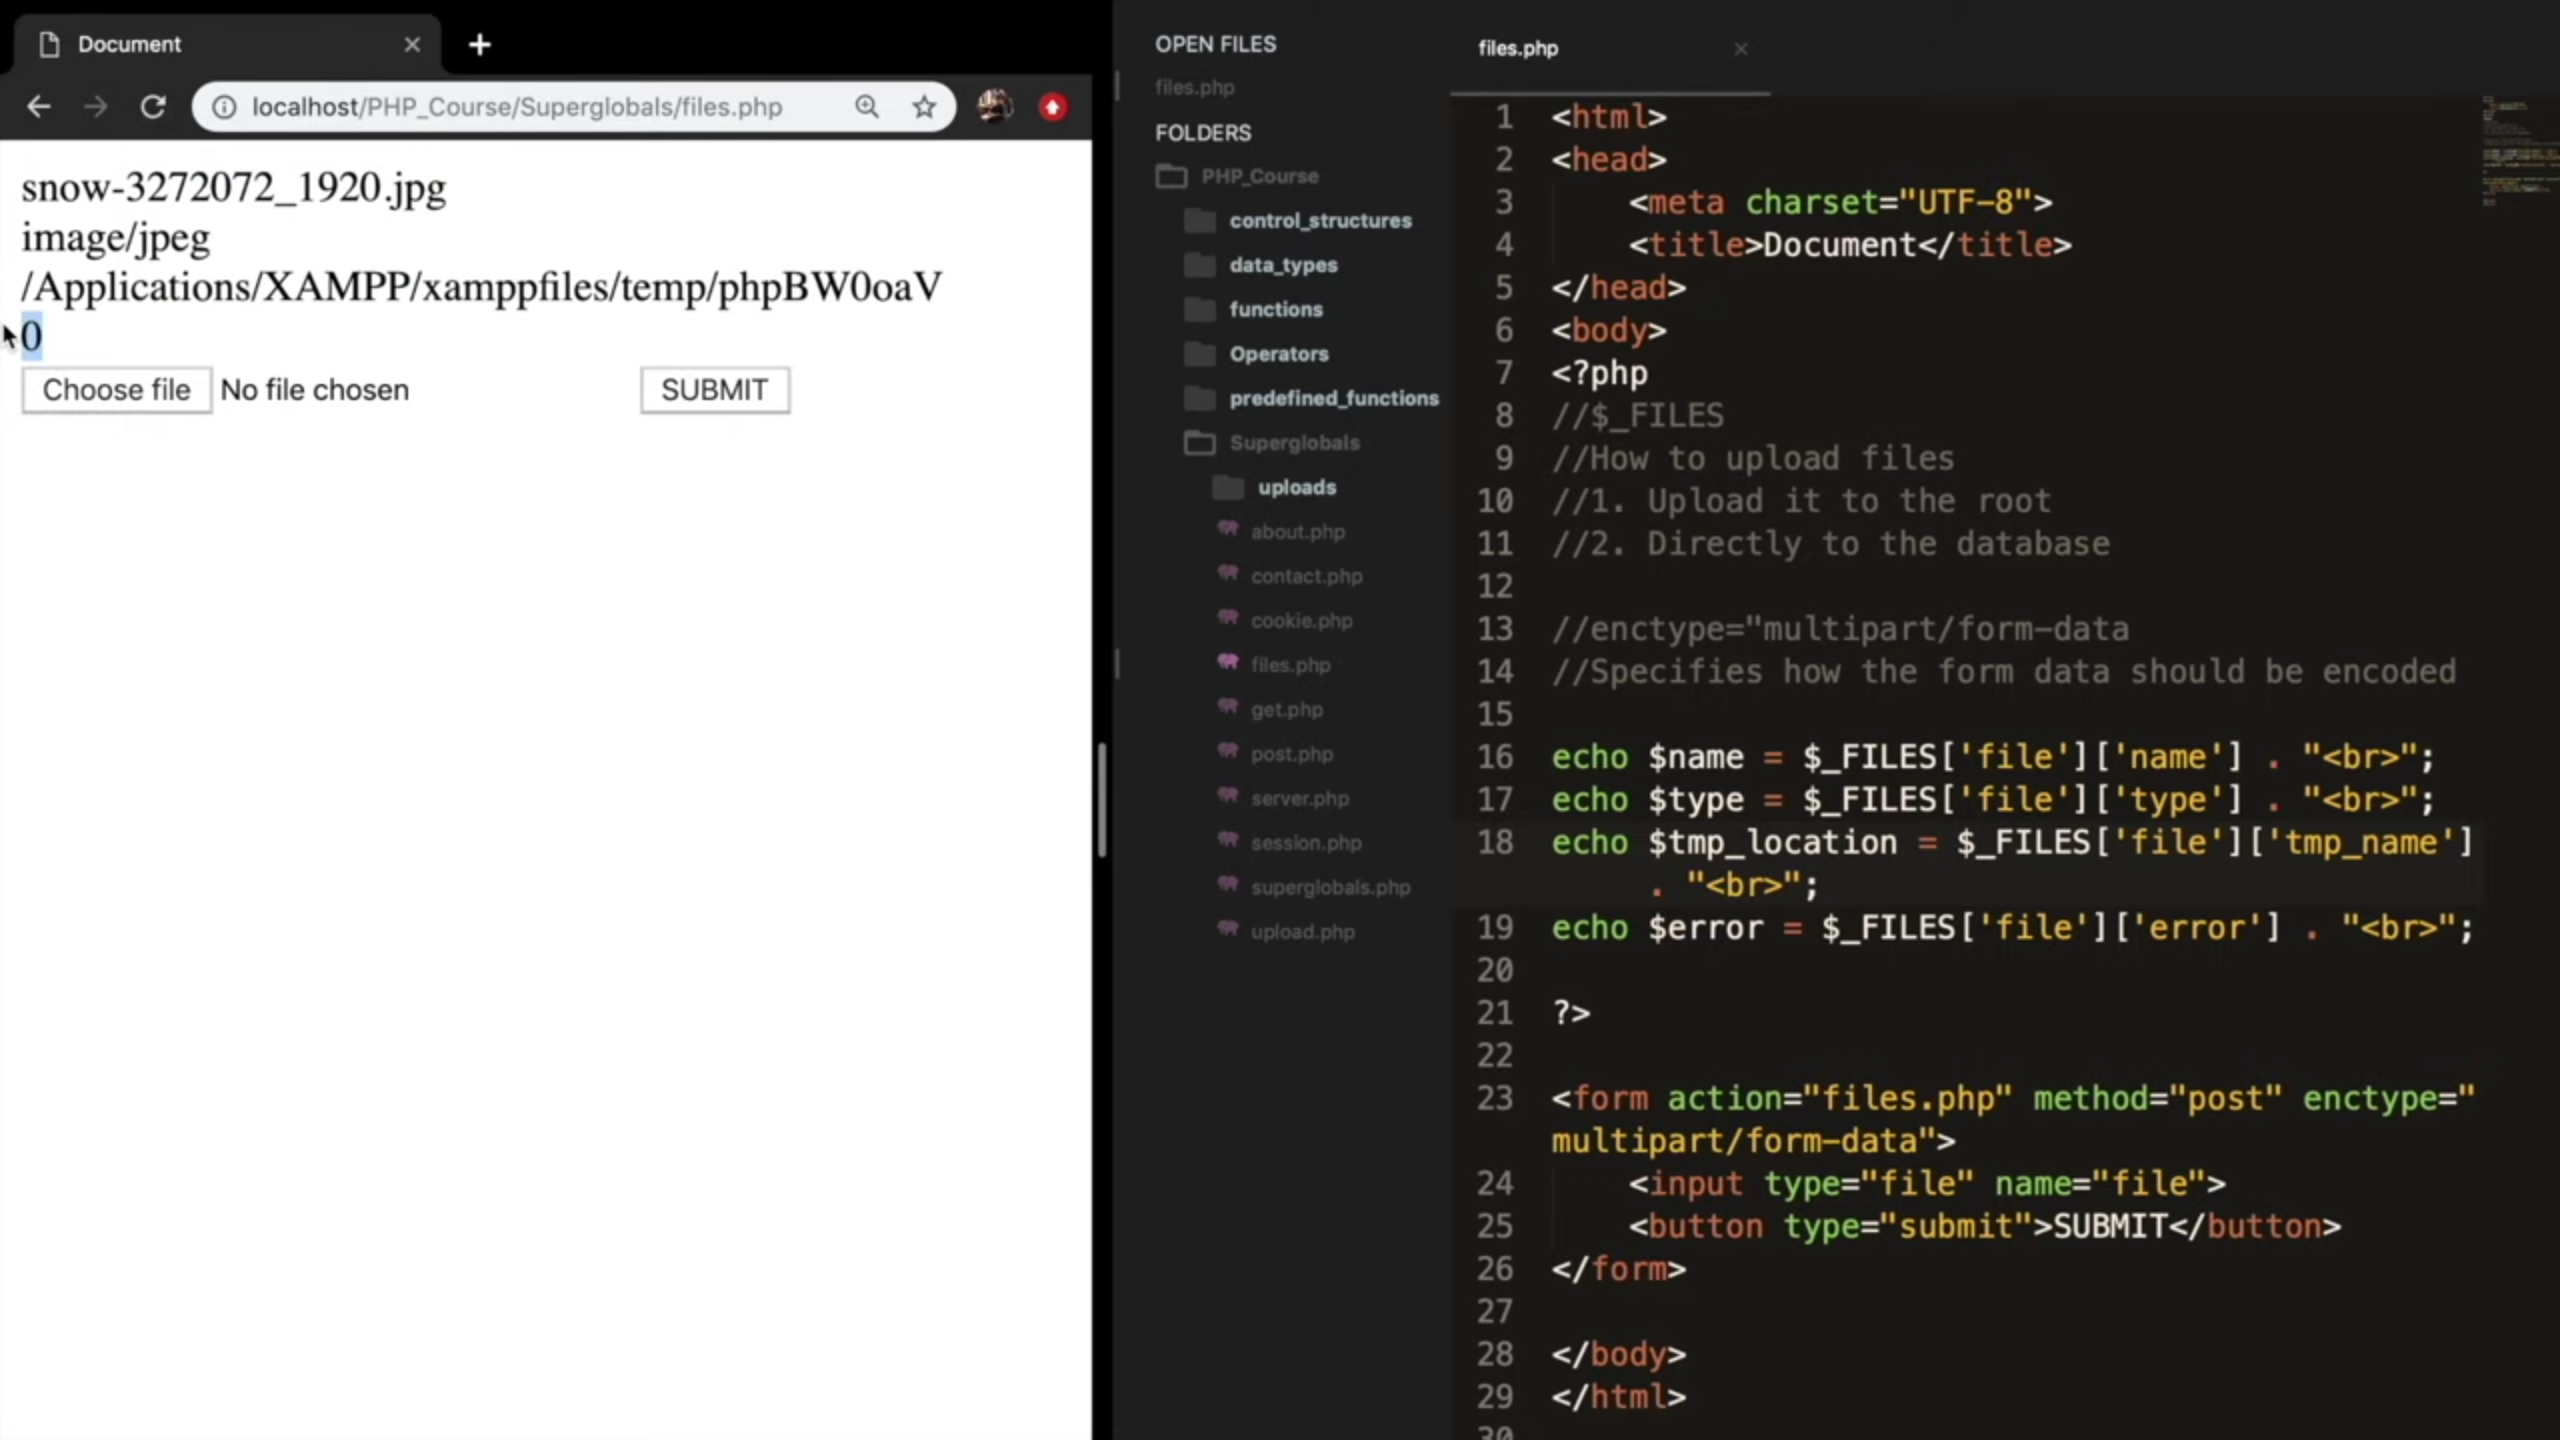 Document
localhost/PHP_Course/Superglobals/files.php
snow-3272072_1920.jpg
image/jpeg
/Applications/XAMPP/xamppfiles/temp/phpBW0oaV
0
Choose file No file chosen SUBMIT
OPEN FILES
files.php
FOLDERS
PHP_Course
control_structures
data_types
functions
Operators
predefined_functions
Superglobals
uploads
about.php
contact.php
cookie.php
files.php
get.php
post.php
server.php
session.php
superglobals.php
upload.php
files.php
1 <html>
2 <head>
3 <meta charset="UTF-8">
4 <title>Document</title>
5 </head>
6 <body>
7 <?php
8 //$_FILES
9 //How to upload files
10 //1. Upload it to the root
11 //2. Directly to the database
12
13 //enctype="multipart/form-data
14 //Specifies how the form data should be encoded
15
16 echo $name = $_FILES['file']['name'] . "<br>";
17 echo $type = $_FILES['file']['type'] . "<br>";
18 echo $tmp_location = $_FILES['file']['tmp_name']
. "<br>";
19 echo $error = $_FILES['file']['error'] . "<br>";
20
21 ?>
22
23 <form action="files.php" method="post" enctype="
multipart/form-data">
24 <input type="file" name="file">
25 <button type="submit">SUBMIT</button>
26 </form>
27
28 </body>
29 </html>
30